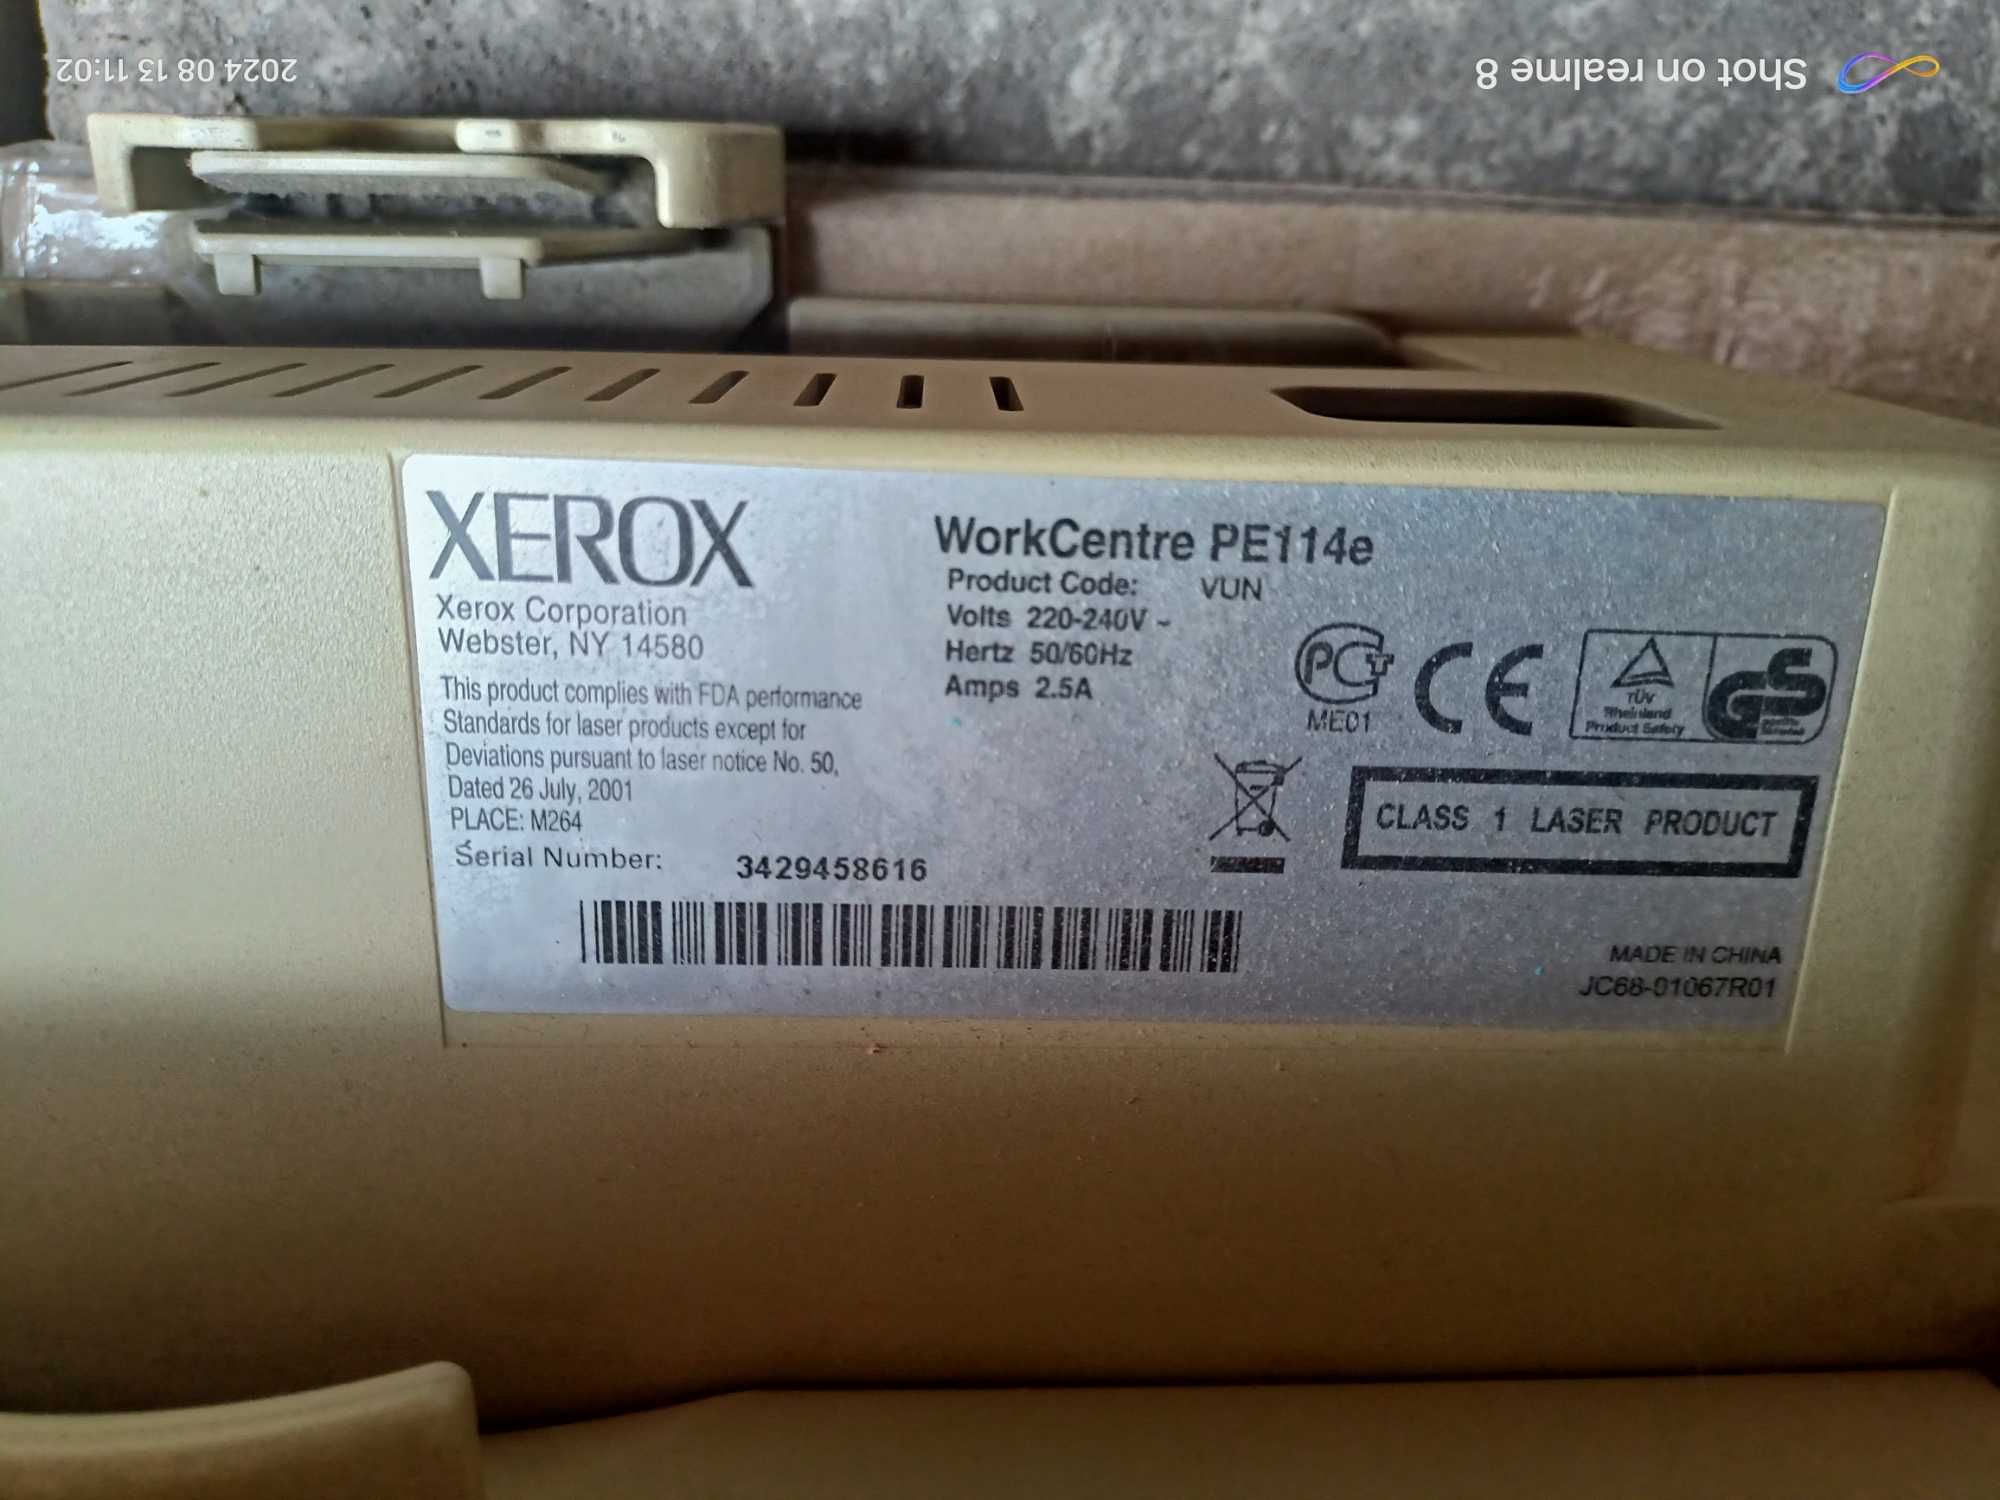 XEROX
Xerox Corporation
Webster, NY 14580
This product complies with FDA performance
Standards for laser products except for
Deviations pursuant to laser notice No. 50,
Dated 26 July, 2001
PLACE: M264
Serial Number: 3429458616
WorkCentre PE114e
Product Code: VUN
Volts 220-240V ~
Hertz 50/60Hz
Amps 2.5A
PCT
ME01
CE
TÜV
Rheinland
Product Safety
GS
CLASS 1 LASER PRODUCT
MADE IN CHINA
JC68-01067R01
Shot on realme 8
2024 08 13 11:02